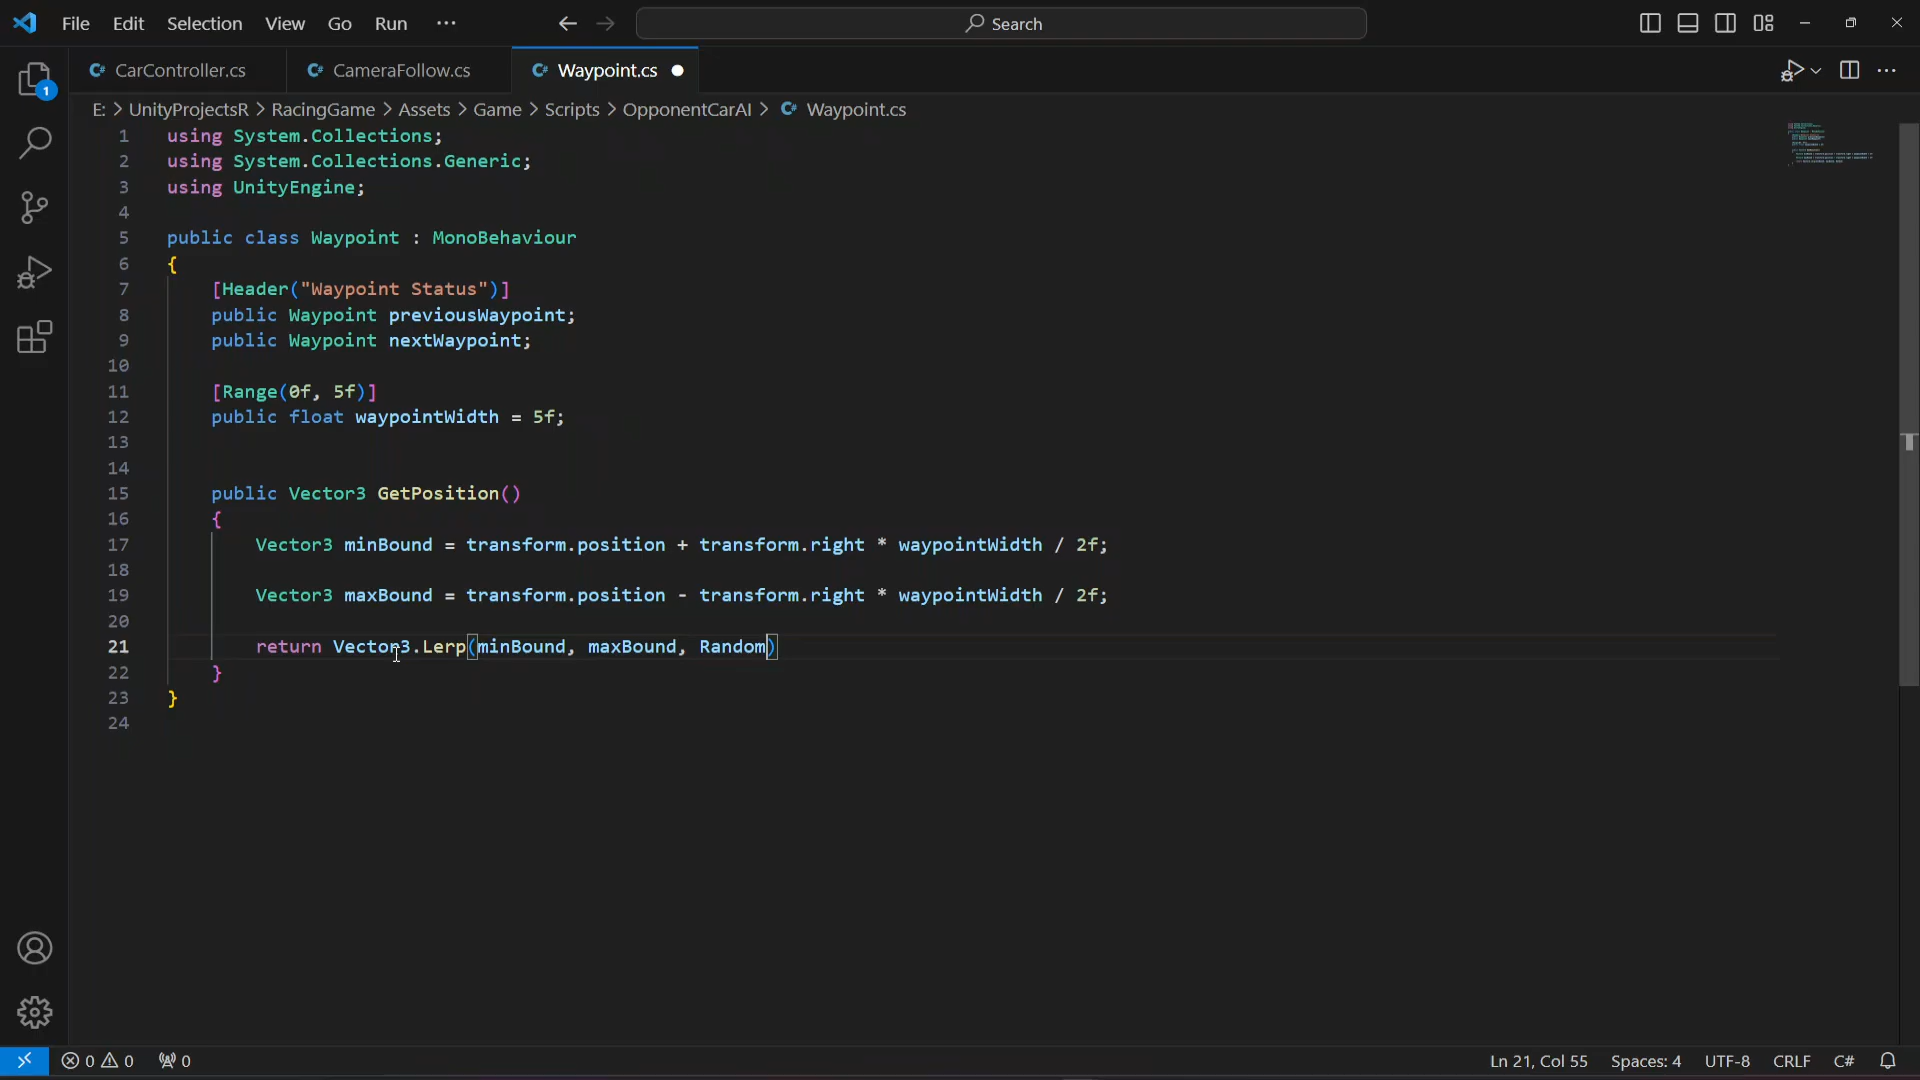 File Edit Selection View Go Run ··· Search
CarController.cs CameraFollow.cs Waypoint.cs
E: > UnityProjectsR > RacingGame > Assets > Game > Scripts > OpponentCarAI > Waypoint.cs
1 using System.Collections;
2 using System.Collections.Generic;
3 using UnityEngine;
4
5 public class Waypoint : MonoBehaviour
6 {
7 [Header("Waypoint Status")]
8 public Waypoint previousWaypoint;
9 public Waypoint nextWaypoint;
10
11 [Range(0f, 5f)]
12 public float waypointWidth = 5f;
13
14
15 public Vector3 GetPosition()
16 {
17 Vector3 minBound = transform.position + transform.right * waypointWidth / 2f;
18
19 Vector3 maxBound = transform.position - transform.right * waypointWidth / 2f;
20
21 return Vector3.Lerp(minBound, maxBound, Random)
22 }
23 }
24
1
0 0 0 Ln 21, Col 55 Spaces: 4 UTF-8 CRLF C#